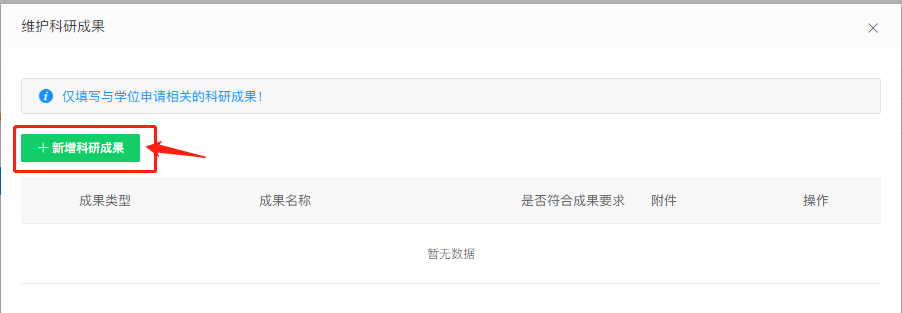 维护科研成果
仅填写与学位申请相关的科研成果！
新增科研成果
成果类型 成果名称 是否符合成果要求 附件 操作
暂无数据